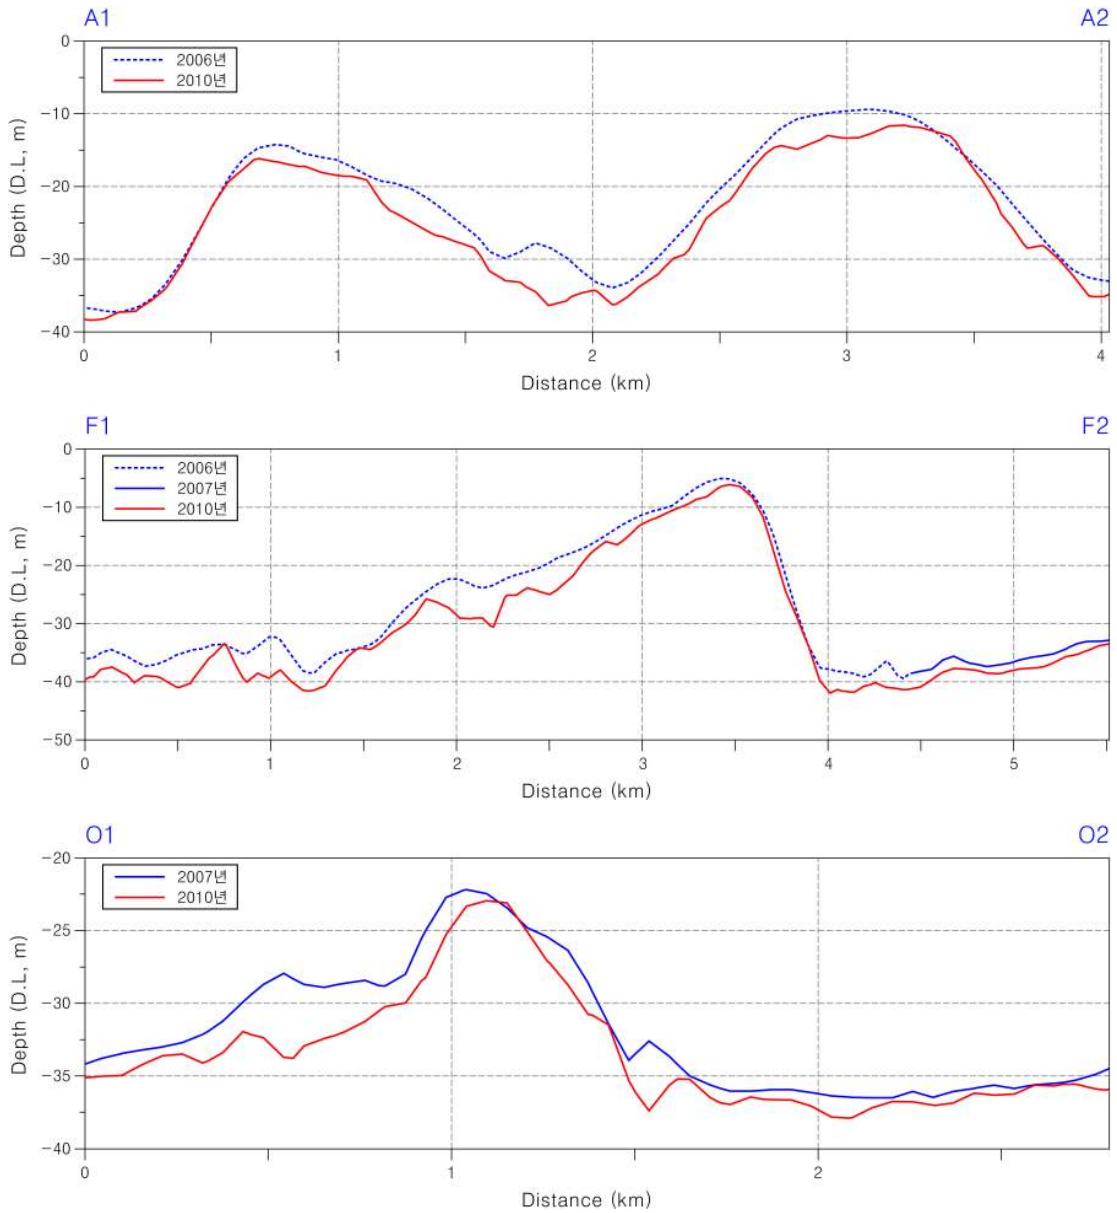 A1 A2
0
−10
−20
−30
−40
Depth (D.L, m)
2006년
2010년
0 1 2 3 4
Distance (km)
F1 F2
0
−10
−20
−30
−40
−50
Depth (D.L, m)
2006년
2007년
2010년
0 1 2 3 4 5
Distance (km)
O1 O2
−20
−25
−30
−35
−40
Depth (D.L, m)
2007년
2010년
0 1 2
Distance (km)